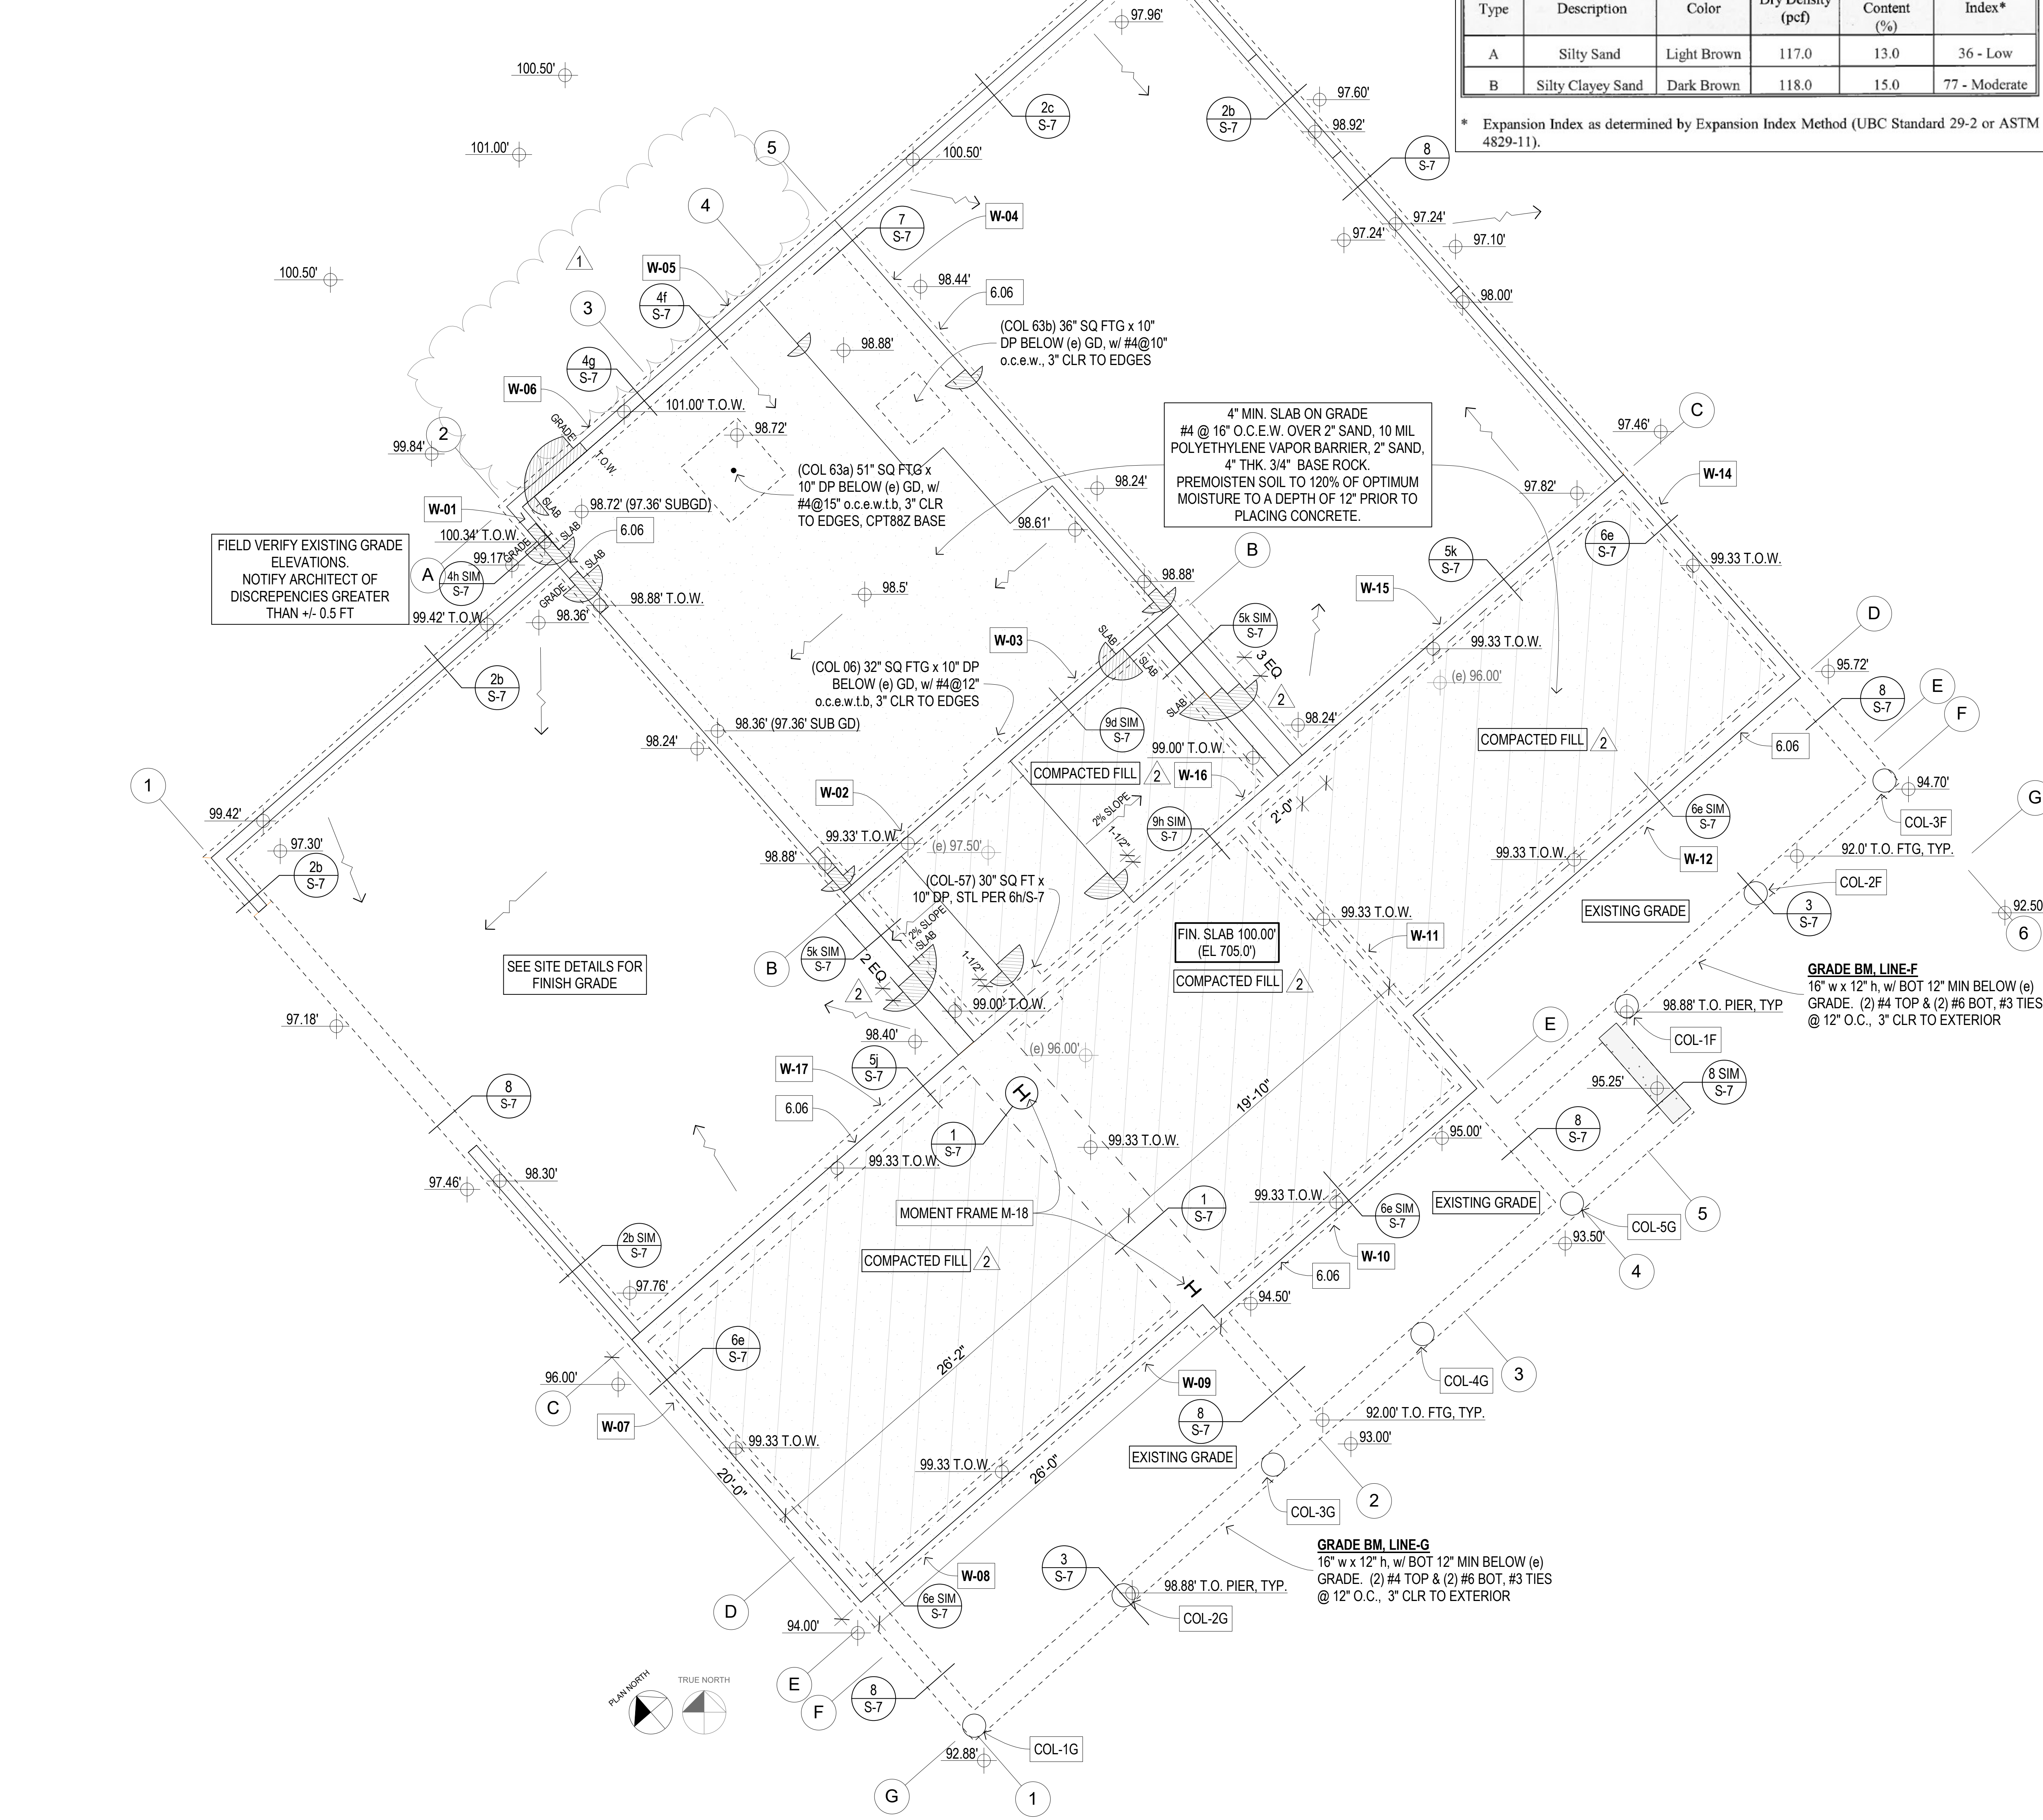 Type Description Color Dry Density (pcf) Content (%) Index*
A Silty Sand Light Brown 117.0 13.0 36 - Low
B Silty Clayey Sand Dark Brown 118.0 15.0 77 - Moderate
* Expansion Index as determined by Expansion Index Method (UBC Standard 29-2 or ASTM
4829-11).
97.96'
100.50'
2c
S-7
2b
S-7
97.60'
98.92'
8
S-7
101.00'
5
100.50'
4
7
S-7
W-04
97.24'
97.24'
97.10'
1
W-05
100.50'
98.44'
6.06
98.00'
4f
S-7
3
98.88'
(COL 63b) 36" SQ FTG x 10"
DP BELOW (e) GD, w/ #4@10"
o.c.e.w., 3" CLR TO EDGES
4g
S-7
W-06
101.00' T.O.W.
98.72'
2
99.84'
GRADE
T.O.W.
4" MIN. SLAB ON GRADE
#4 @ 16" O.C.E.W. OVER 2" SAND, 10 MIL
POLYETHYLENE VAPOR BARRIER, 2" SAND,
4" THK. 3/4" BASE ROCK.
PREMOISTEN SOIL TO 120% OF OPTIMUM
MOISTURE TO A DEPTH OF 12" PRIOR TO
PLACING CONCRETE.
C
97.46'
W-14
97.82'
(COL 63a) 51" SQ FTG x
10" DP BELOW (e) GD, w/
#4@15" o.c.e.w.t.b, 3" CLR
TO EDGES, CPT88Z BASE
98.24'
98.61'
W-01
SLAB
98.72' (97.36' SUBGD)
100.34' T.O.W.
SLAB
6.06
GRADE
99.17'
SLAB
FIELD VERIFY EXISTING GRADE
ELEVATIONS.
NOTIFY ARCHITECT OF
DISCREPENCIES GREATER
THAN +/- 0.5 FT
A
4h SIM
S-7
GRADE
98.88' T.O.W.
99.42' T.O.W.
98.36'
98.5'
98.88'
B
6e
S-7
5k
S-7
99.33 T.O.W.
W-15
D
5k SIM
S-7
W-03
SLAB
SLAB
3 EQ
2
SLAB
99.33 T.O.W.
(e) 96.00'
95.72'
8
S-7
E
F
2b
S-7
(COL 06) 32" SQ FTG x 10" DP
BELOW (e) GD, w/ #4@12"
o.c.e.w.t.b, 3" CLR TO EDGES
98.36' (97.36' SUB GD)
98.24'
9d SIM
S-7
98.24'
99.00' T.O.W.
COMPACTED FILL 2
6.06
COMPACTED FILL 2
W-16
94.70'
G
COL-3F
1
99.42'
97.30'
2b
S-7
W-02
99.33' T.O.W.
(e) 97.50'
98.88'
2% SLOPE
1-1/2"
9h SIM
S-7
2'-0"
6e SIM
S-7
W-12
99.33 T.O.W.
92.0' T.O. FTG, TYP.
COL-2F
3
S-7
92.50
6
(COL-57) 30" SQ FT x
10" DP, STL PER 6h/S-7
2% SLOPE
SLAB
1-1/2"
5k SIM
S-7
B
2 EQ
2
99.33 T.O.W.
EXISTING GRADE
FIN. SLAB 100.00'
(EL 705.0')
W-11
COMPACTED FILL 2
SEE SITE DETAILS FOR
FINISH GRADE
GRADE BM, LINE-F
16" w x 12" h, w/ BOT 12" MIN BELOW (e)
GRADE. (2) #4 TOP & (2) #6 BOT, #3 TIES
@ 12" O.C., 3" CLR TO EXTERIOR
97.18'
99.00' T.O.W.
98.40'
(e) 96.00'
98.88' T.O. PIER, TYP
COL-1F
E
5j
S-7
W-17
6.06
8
S-7
95.25'
8 SIM
S-7
19'-10"
1
S-7
99.33 T.O.W.
95.00'
8
S-7
99.33 T.O.W.
97.46'
98.30'
MOMENT FRAME M-18
1
S-7
99.33 T.O.W.
6e SIM
S-7
EXISTING GRADE
COL-5G
5
93.50'
4
2b SIM
S-7
COMPACTED FILL 2
W-10
6.06
97.76'
94.50'
6e
S-7
26'-2"
96.00'
C
W-07
W-09
COL-4G
3
8
S-7
92.00' T.O. FTG, TYP.
93.00'
EXISTING GRADE
99.33 T.O.W.
99.33 T.O.W.
20'-0"
26'-0"
2
COL-3G
GRADE BM, LINE-G
16" w x 12" h, w/ BOT 12" MIN BELOW (e)
GRADE. (2) #4 TOP & (2) #6 BOT, #3 TIES
@ 12" O.C., 3" CLR TO EXTERIOR
3
S-7
W-08
98.88' T.O. PIER, TYP.
COL-2G
D
6e SIM
S-7
94.00'
E
F
8
S-7
PLAN NORTH
TRUE NORTH
COL-1G
92.88'
G
1